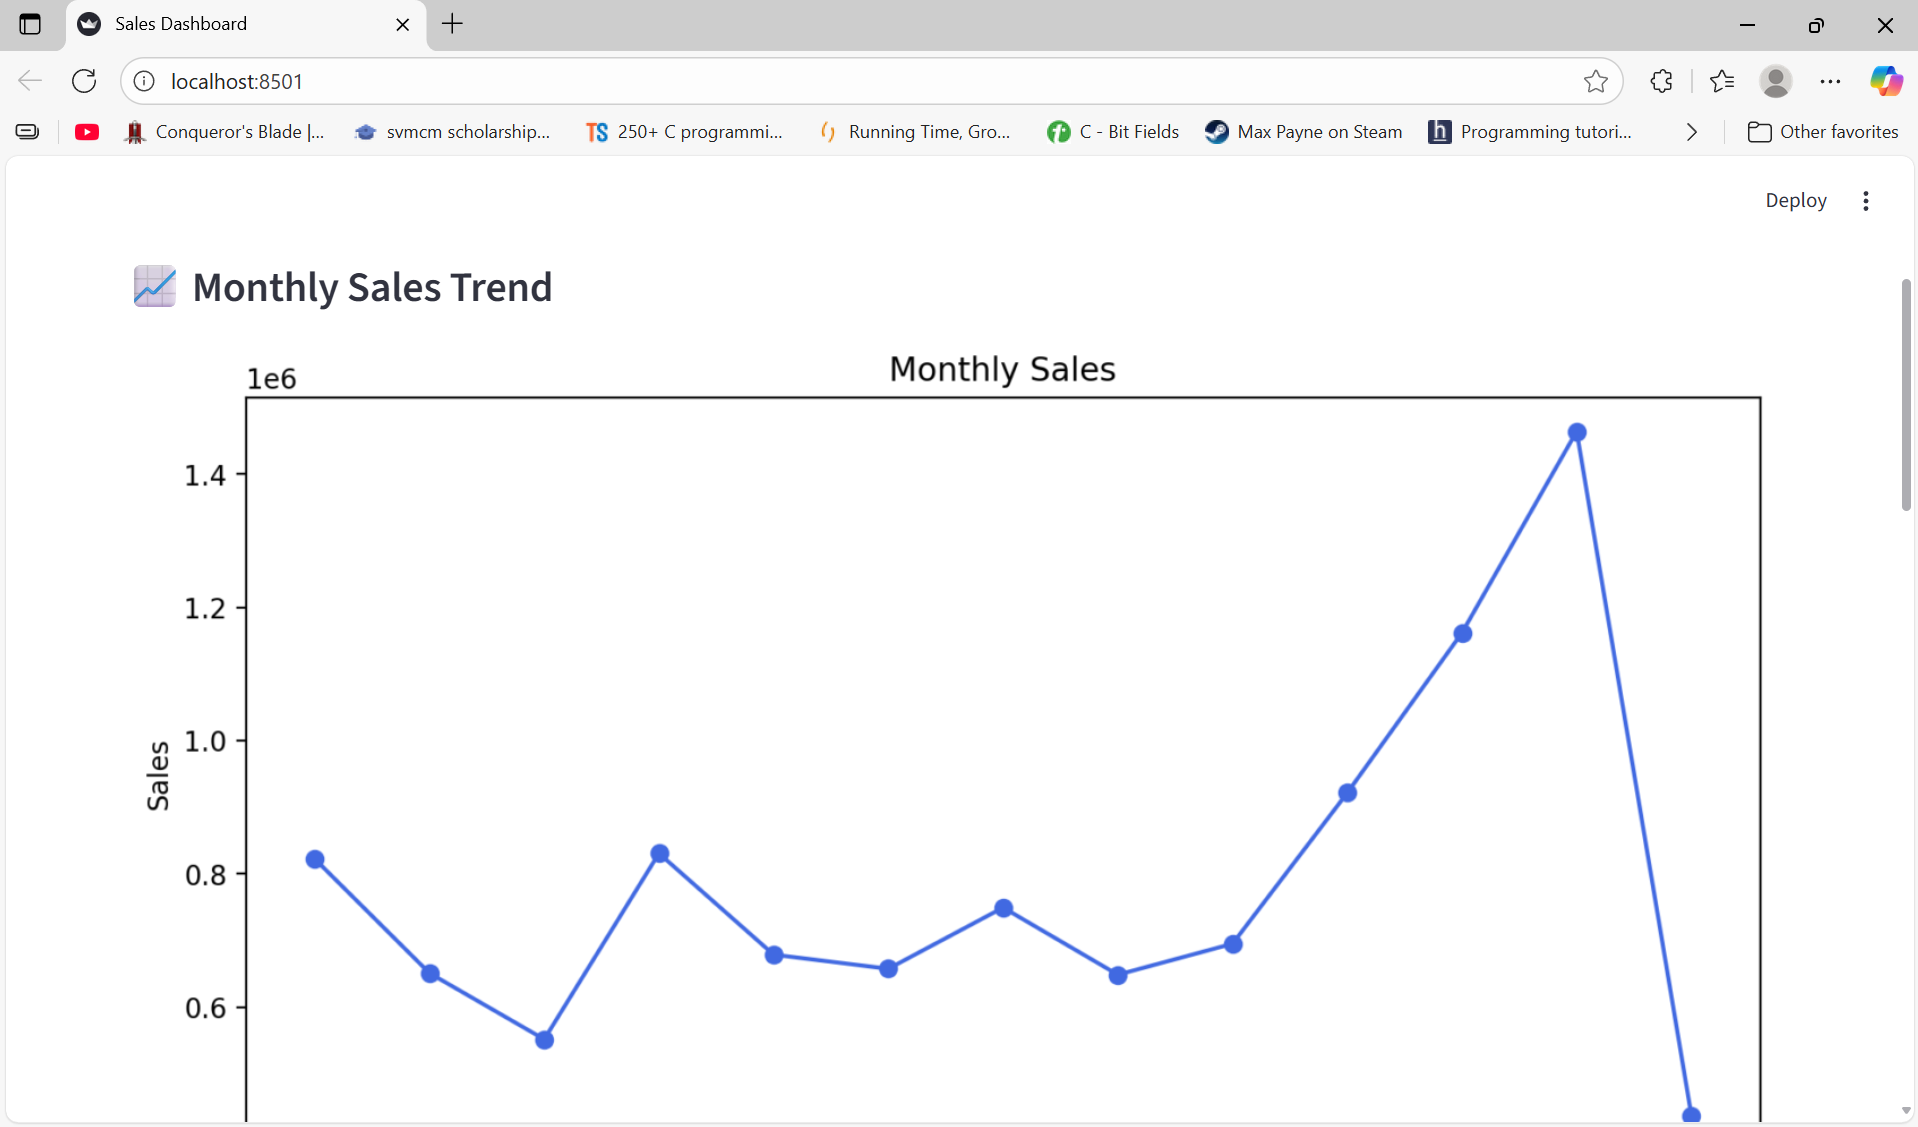 Sales Dashboard
localhost:8501
Conqueror's Blade |...
svmcm scholarship...
TS 250+ C programmi...
Running Time, Gro...
C - Bit Fields
Max Payne on Steam
h Programming tutori...
Other favorites
Deploy
Monthly Sales Trend
Monthly Sales
1e6
1.4
1.2
1.0
Sales
0.8
0.6